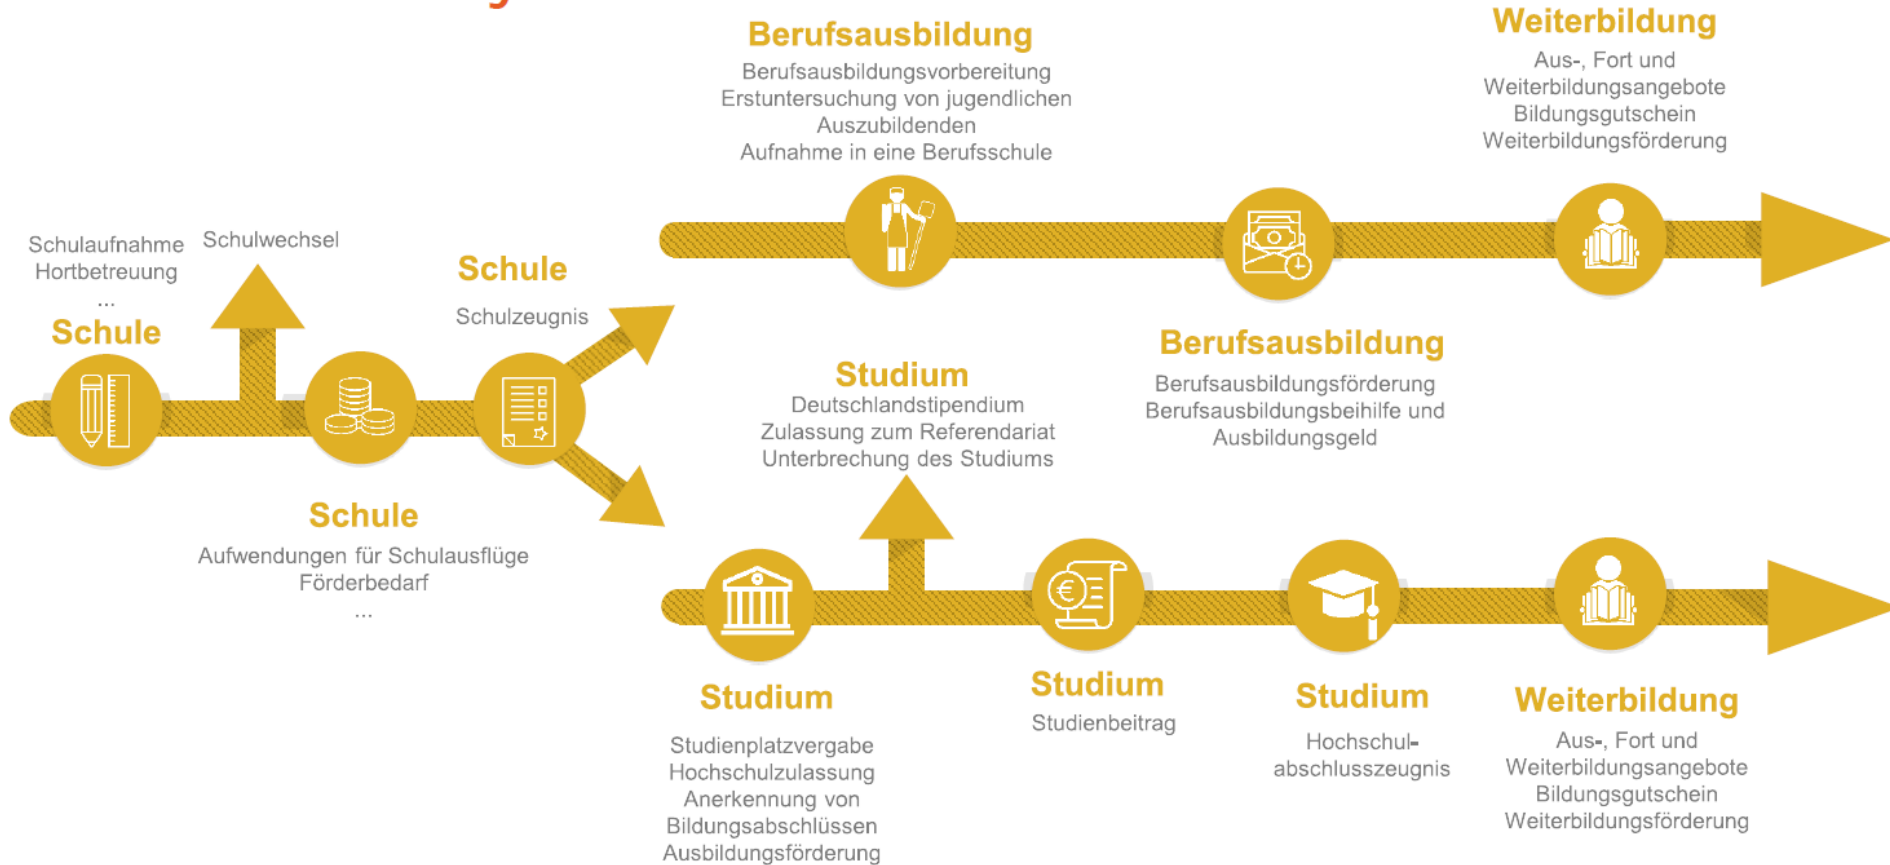 Schulaufnahme
Hortbetreuung
...
Schule
Schulwechsel
Schule
Aufwendungen für Schulausflüge
Förderbedarf
...
Schule
Schulzeugnis
Berufsausbildung
Berufsausbildungsvorbereitung
Erstuntersuchung von jugendlichen
Auszubildenden
Aufnahme in eine Berufsschule
Berufsausbildung
Berufsausbildungsförderung
Berufsausbildungsbeihilfe und
Ausbildungsgeld
Weiterbildung
Aus-, Fort und
Weiterbildungsangebote
Bildungsgutschein
Weiterbildungsförderung
Studium
Studienplatzvergabe
Hochschulzulassung
Anerkennung von
Bildungsabschlüssen
Ausbildungsförderung
Studium
Deutschlandstipendium
Zulassung zum Referendariat
Unterbrechung des Studiums
€
Studium
Studienbeitrag
Studium
Hochschul-
abschlusszeugnis
Weiterbildung
Aus-, Fort und
Weiterbildungsangebote
Bildungsgutschein
Weiterbildungsförderung